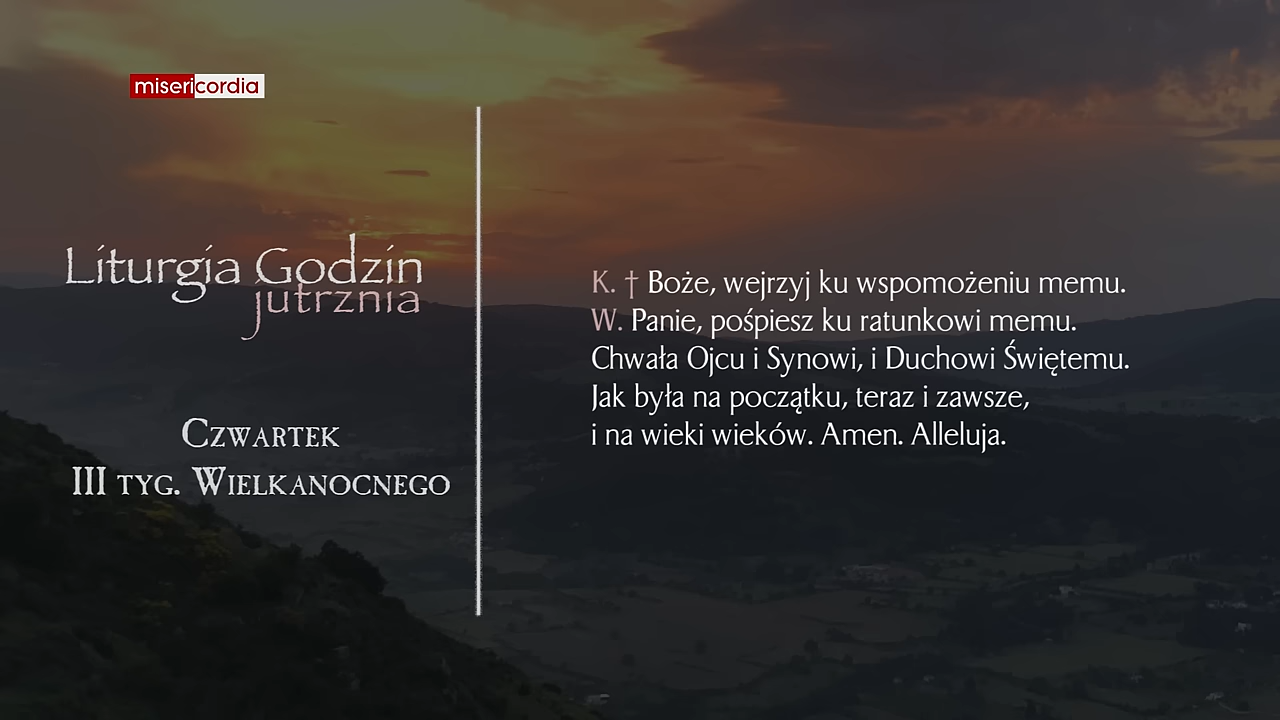 misericordia
Liturgia Godzin
jutrznia
Czwartek
III tyg. Wielkanocnego
K. † Boże, wejrzyj ku wspomożeniu memu.
W. Panie, pośpiesz ku ratunkowi memu.
Chwała Ojcu i Synowi, i Duchowi Świętemu.
Jak była na początku, teraz i zawsze,
i na wieki wieków. Amen. Alleluja.